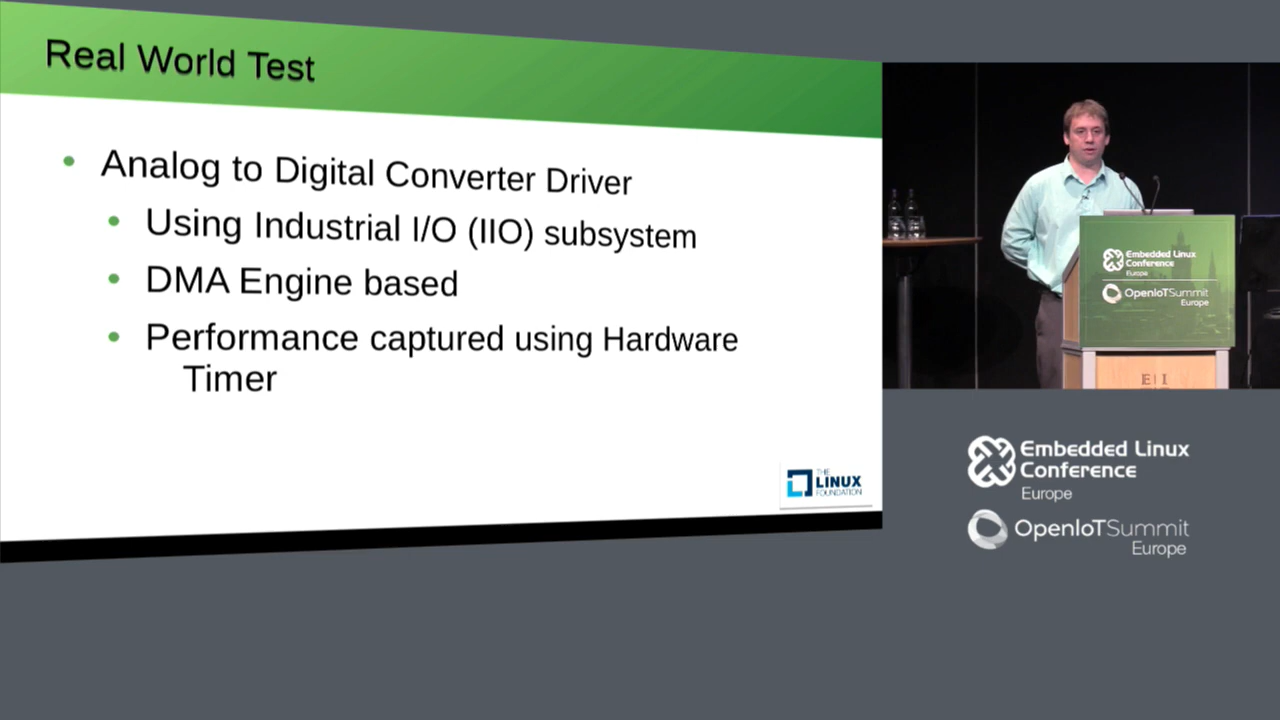 Real World Test
• Analog to Digital Converter Driver
• Using Industrial I/O (IIO) subsystem
• DMA Engine based
• Performance captured using Hardware
Timer
THE
LINUX
FOUNDATION
Embedded Linux
Conference
Europe
OpenIoTSummit
Europe
Embedded Linux
Conference
Europe
OpenIoTSummit
Europe